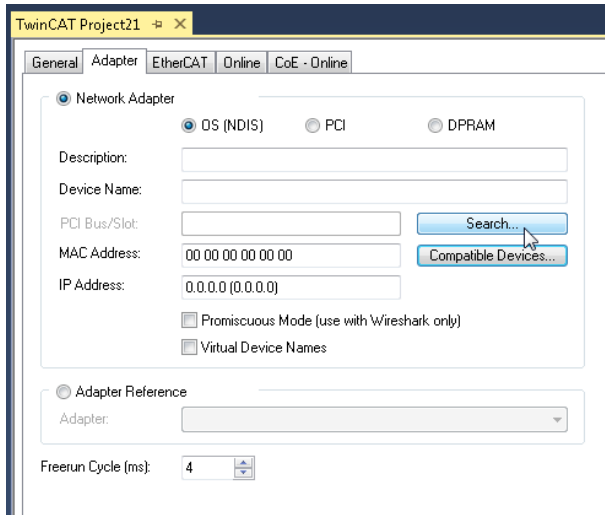 TwinCAT Project21
General Adapter EtherCAT Online CoE - Online
Network Adapter
OS (NDIS) PCI DPRAM
Description:
Device Name:
PCI Bus/Slot: Search...
MAC Address: 00 00 00 00 00 00 Compatible Devices...
IP Address: 0.0.0.0 (0.0.0.0)
Promiscuous Mode (use with Wireshark only)
Virtual Device Names
Adapter Reference
Adapter:
Freerun Cycle (ms): 4